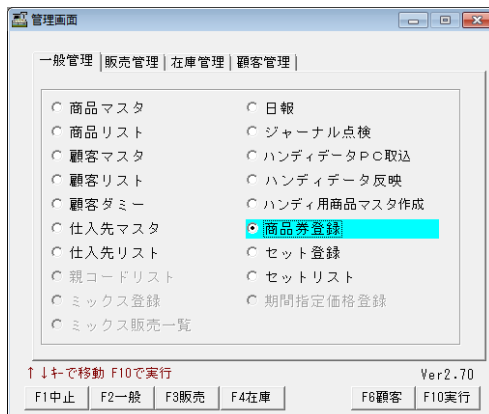 管理画面
一般管理 販売管理 在庫管理 顧客管理
商品マスタ
商品リスト
顧客マスタ
顧客リスト
顧客ダミー
仕入先マスタ
仕入先リスト
親コードリスト
ミックス登録
ミックス販売一覧
日報
ジャーナル点検
ハンディデータPC取込
ハンディデータ反映
ハンディ用商品マスタ作成
商品券登録
セット登録
セットリスト
期間指定価格登録
↑↓キーで移動 F10で実行
Ver2.70
F1中止 F2一般 F3販売 F4在庫 F6顧客 F10実行